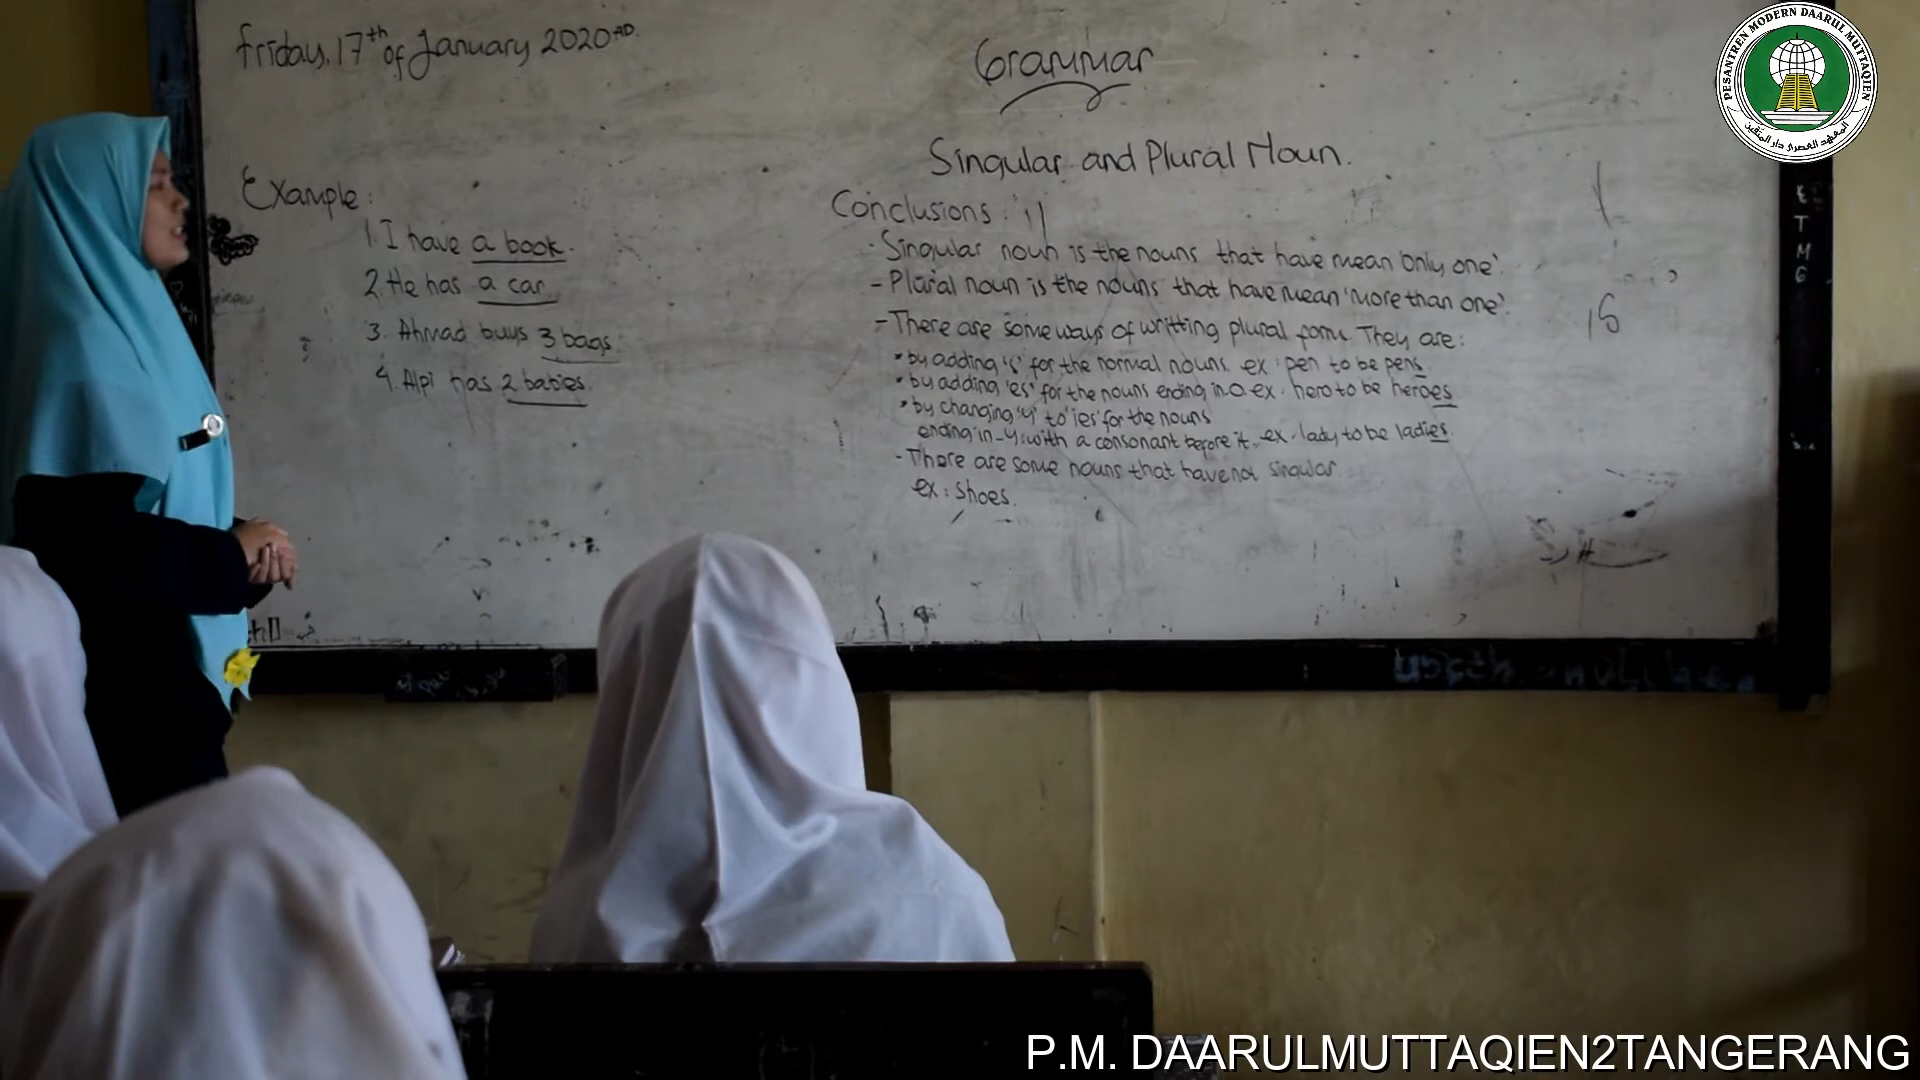 Friday, 17th of January 2020 AD.
Grammar
Singular and Plural Noun.
Example:
1. I have a book.
2. He has a car.
3. Ahmad buys 3 bags.
4. Alpi has 2 babies.
Conclusions:
- Singular noun is the nouns that have mean 'only one'.
- Plural noun is the nouns that have mean 'more than one'.
- There are some ways of writting plural form. They are:
* by adding 's' for the normal nouns. ex: pen to be pens
* by adding 'es' for the nouns ending in O. ex. hero to be heroes
* by changing 'y' to 'ies' for the nouns
ending in -y with a consonant before it. ex. lady to be ladies.
- There are some nouns that have not singular
ex: shoes.
PESANTREN MODERN DAARUL MUTTAQIEN
المعهد العصري دار المتقين
P.M. DAARULMUTTAQIEN2TANGERANG